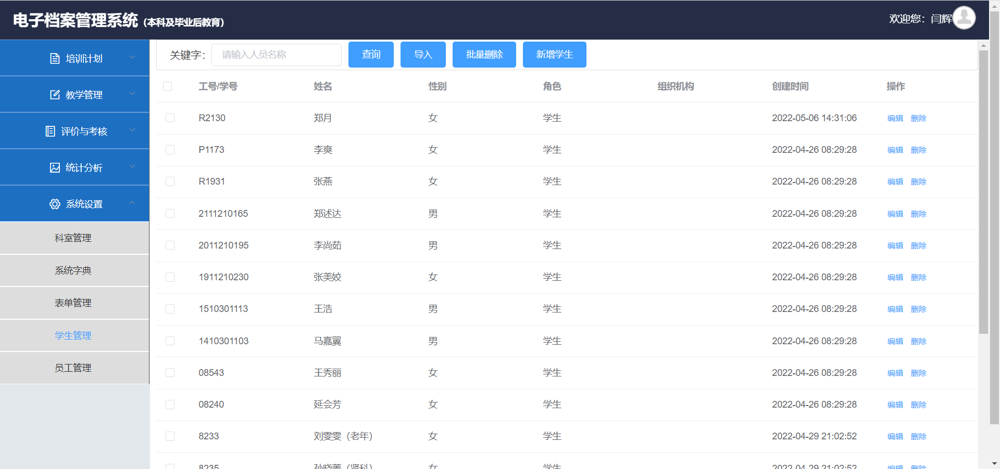 电子档案管理系统 (本科及毕业后教育)
欢迎您：闫辉
培训计划
教学管理
评价与考核
统计分析
系统设置
科室管理
系统字典
表单管理
学生管理
员工管理
关键字： 请输入人员名称 查询 导入 批量删除 新增学生
工号/学号 姓名 性别 角色 组织机构 创建时间 操作
R2130 郑月 女 学生 2022-05-06 14:31:06 编辑 删除
P1173 李爽 女 学生 2022-04-26 08:29:28 编辑 删除
R1931 张燕 女 学生 2022-04-26 08:29:28 编辑 删除
2111210165 郑述达 男 学生 2022-04-26 08:29:28 编辑 删除
2011210195 李尚茹 男 学生 2022-04-26 08:29:28 编辑 删除
1911210230 张美姣 女 学生 2022-04-26 08:29:28 编辑 删除
1510301113 王浩 男 学生 2022-04-26 08:29:28 编辑 删除
1410301103 马嘉翼 男 学生 2022-04-26 08:29:28 编辑 删除
08543 王秀丽 女 学生 2022-04-26 08:29:28 编辑 删除
08240 延会芳 女 学生 2022-04-26 08:29:28 编辑 删除
8233 刘雯雯（老年） 女 学生 2022-04-29 21:02:52 编辑 删除
8235 女 学生 2022-04-29 21:02:52 编辑 删除